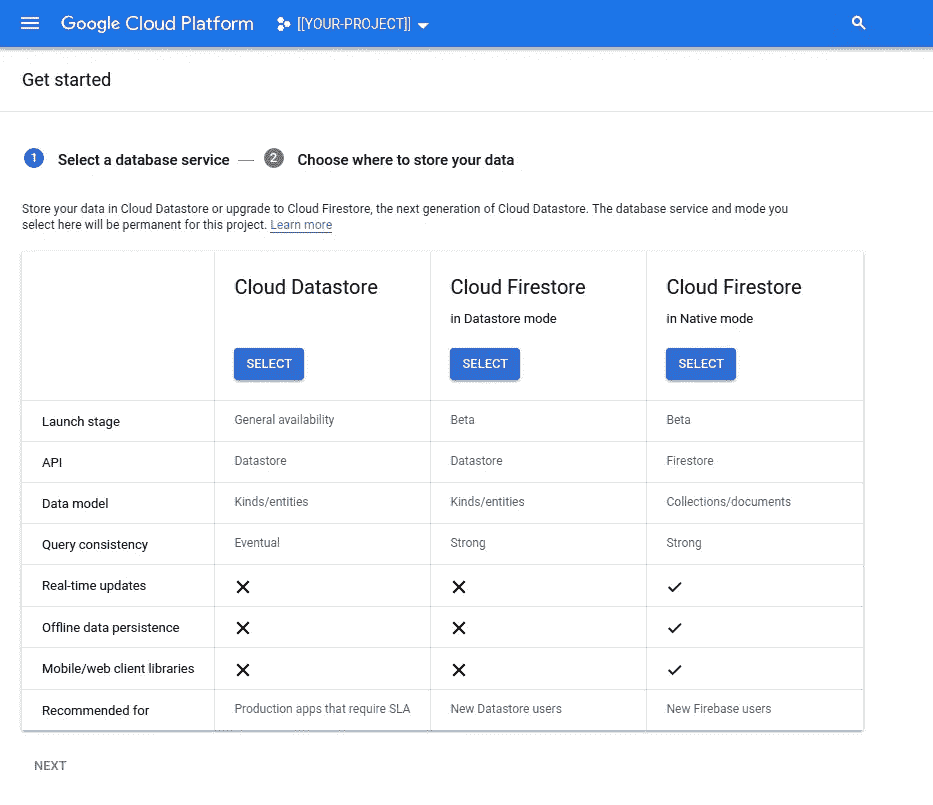 Google Cloud Platform [[YOUR-PROJECT]]
Get started
1 Select a database service — 2 Choose where to store your data
Store your data in Cloud Datastore or upgrade to Cloud Firestore, the next generation of Cloud Datastore. The database service and mode you
select here will be permanent for this project. Learn more
Cloud Datastore Cloud Firestore Cloud Firestore
in Datastore mode in Native mode
SELECT SELECT SELECT
Launch stage General availability Beta Beta
API Datastore Datastore Firestore
Data model Kinds/entities Kinds/entities Collections/documents
Query consistency Eventual Strong Strong
Real-time updates
Offline data persistence
Mobile/web client libraries
Recommended for Production apps that require SLA New Datastore users New Firebase users
NEXT